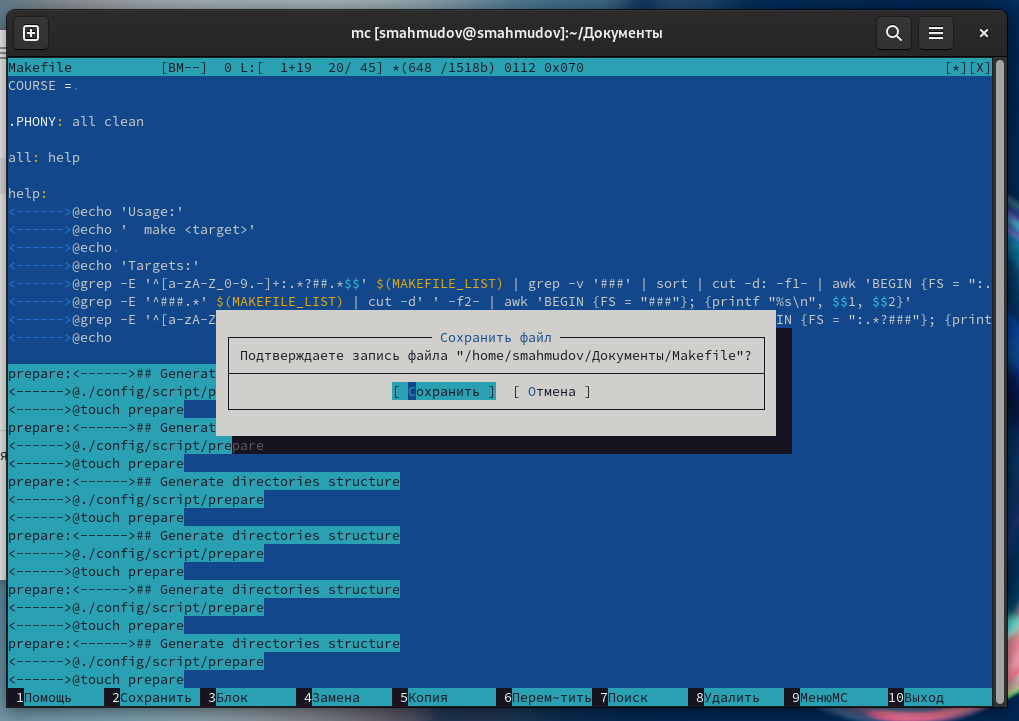 mc [smahmudov@smahmudov]:~/Документы
Makefile [BM--] 0 L:[ 1+19 20/ 45] *(648 /1518b) 0112 0x070 [*][X]
COURSE =.
.PHONY: all clean
all: help
help:
<------>@echo 'Usage:'
<------>@echo '  make <target>'
<------>@echo.
<------>@echo 'Targets:'
<------>@grep -E '^[a-zA-Z_0-9.-]+:.*?##.*$$' $(MAKEFILE_LIST) | grep -v '###' | sort | cut -d: -f1- | awk 'BEGIN {FS = ":.
<------>@grep -E '^###.*' $(MAKEFILE_LIST) | cut -d' ' -f2- | awk 'BEGIN {FS = "###"}; {printf "%s\n", $$1, $$2}'
<------>@grep -E '^[a-zA-Z IN {FS = ":.*?###"}; {print
<------>@echo
Сохранить файл
Подтверждаете запись файла "/home/smahmudov/Документы/Makefile"?
[ Сохранить ] [ Отмена ]
prepare:<------>## Generat
<------>@./config/script/p
<------>@touch prepare
prepare:<------>## Generat
<------>@./config/script/prepare
<------>@touch prepare
prepare:<------>## Generate directories structure
<------>@./config/script/prepare
<------>@touch prepare
prepare:<------>## Generate directories structure
<------>@./config/script/prepare
<------>@touch prepare
prepare:<------>## Generate directories structure
<------>@./config/script/prepare
<------>@touch prepare
prepare:<------>## Generate directories structure
<------>@./config/script/prepare
<------>@touch prepare
1Помощь 2Сохранить 3Блок 4Замена 5Копия 6Перем~тить 7Поиск 8Удалить 9МенюMC 10Выход